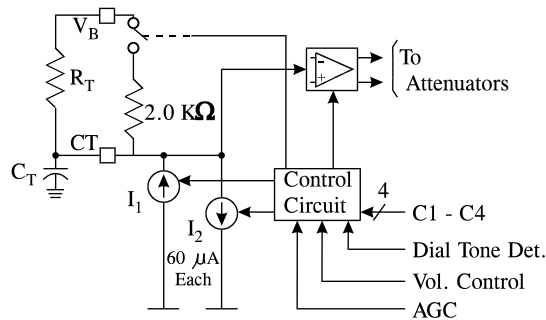 V_B
To
Attenuators
R_T
2.0 KΩ
CT
C_T
I_1
I_2
60 μA
Each
Control
Circuit
4
C1 - C4
Dial Tone Det.
Vol. Control
AGC
-
+